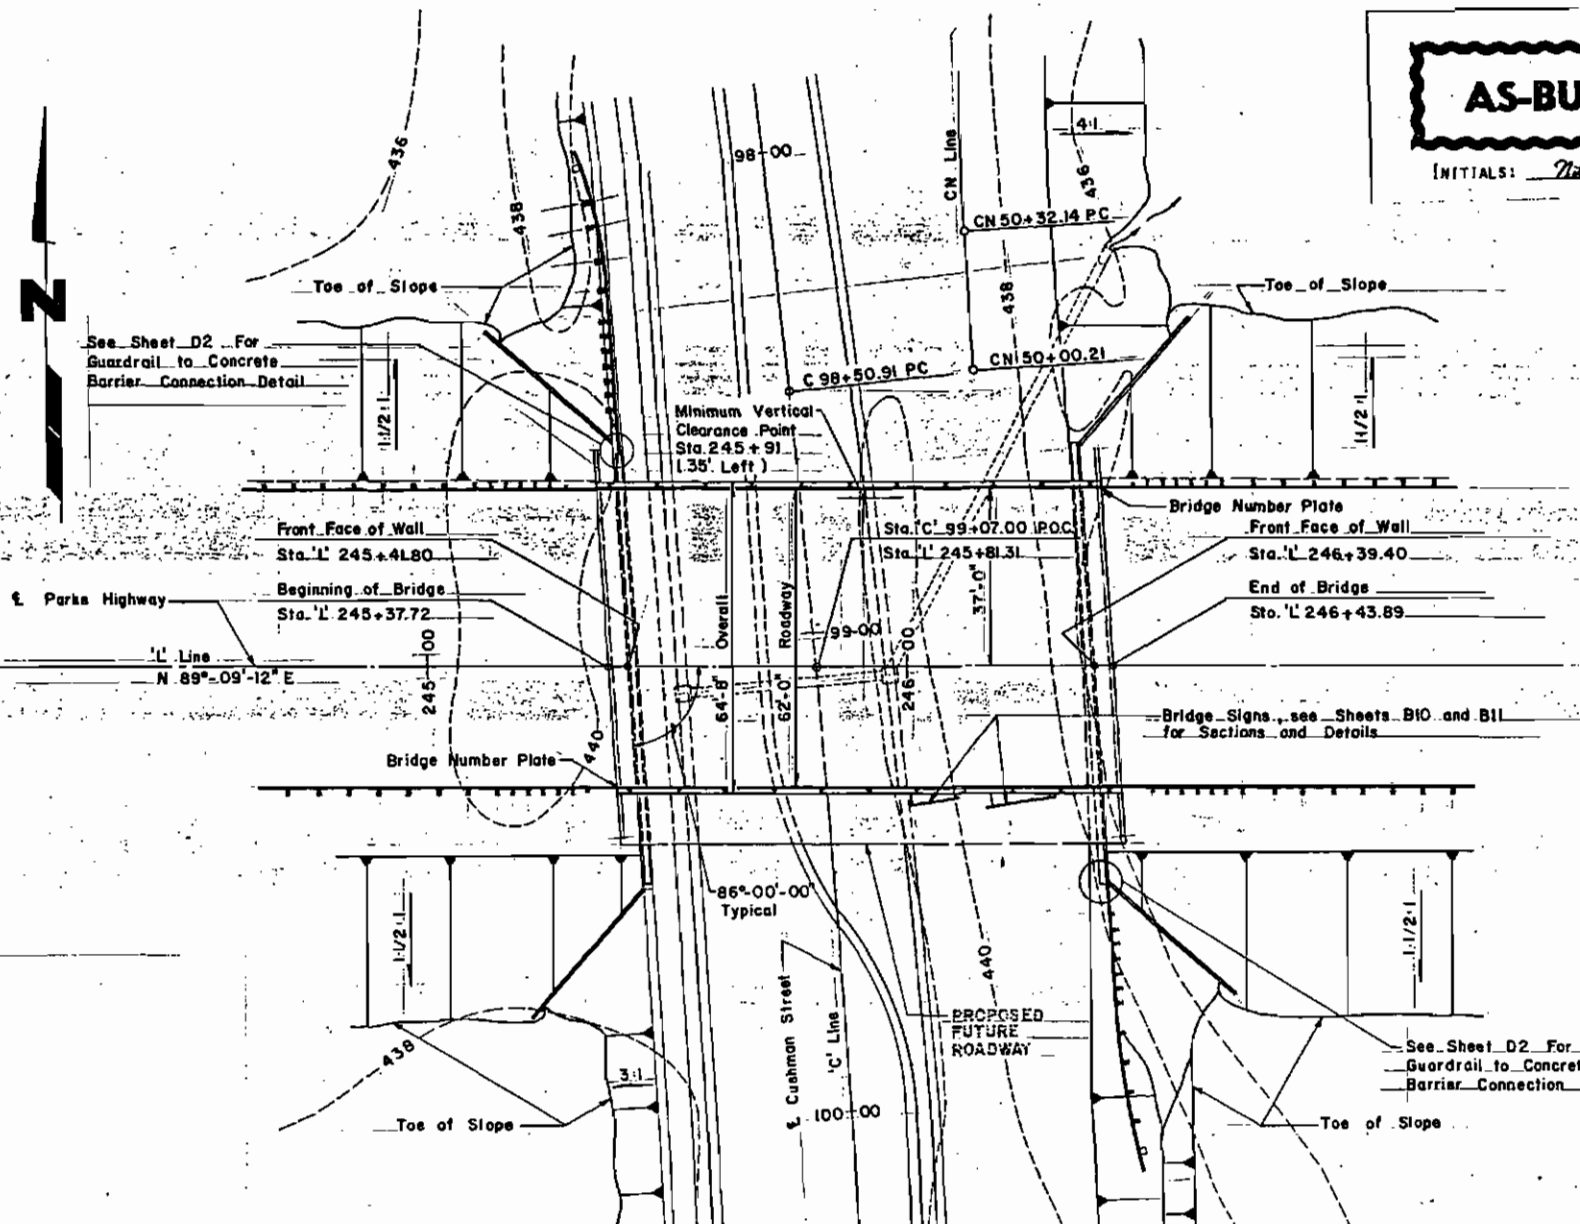 AS-BU
INITIALS:
98+00
4:1
436
436
438
CN Line
CN 50+32.14 P.C.
Toe of Slope
438
Toe of Slope
See Sheet D2 For
Guardrail to Concrete
Barrier Connection Detail
C 98+50.91 PC
CN 50+00.21
N
1 1/2:1
Minimum Vertical
Clearance Point
Sta. 245+91
(35' Left)
1 1/2:1
Bridge Number Plate
Front Face of Wall
Sta. 'L' 245+41.80
Sta. 'C' 99+07.00 P.O.C.
Sta. 'L' 245+81.31
Front Face of Wall
Sta. 'L' 246+39.40
Beginning of Bridge
Sta. 'L' 245+37.72
37'-0"
End of Bridge
Sta. 'L' 246+43.89
℄ Parks Highway
Overall
Roadway
99+00
'L' Line
N 89°-09'-12" E
245+00
64'-8"
62'-0"
246+00
Bridge Signs, see Sheets B10 and B11
for Sections and Details
440
Bridge Number Plate
86°-00'-00"
Typical
1 1/2:1
1 1/2:1
440
℄ Cushman Street
'C' Line
PROPOSED
FUTURE
ROADWAY
438
3:1
See Sheet D2 For
Guardrail to Concret
Barrier Connection
Toe of Slope
100+00
Toe of Slope